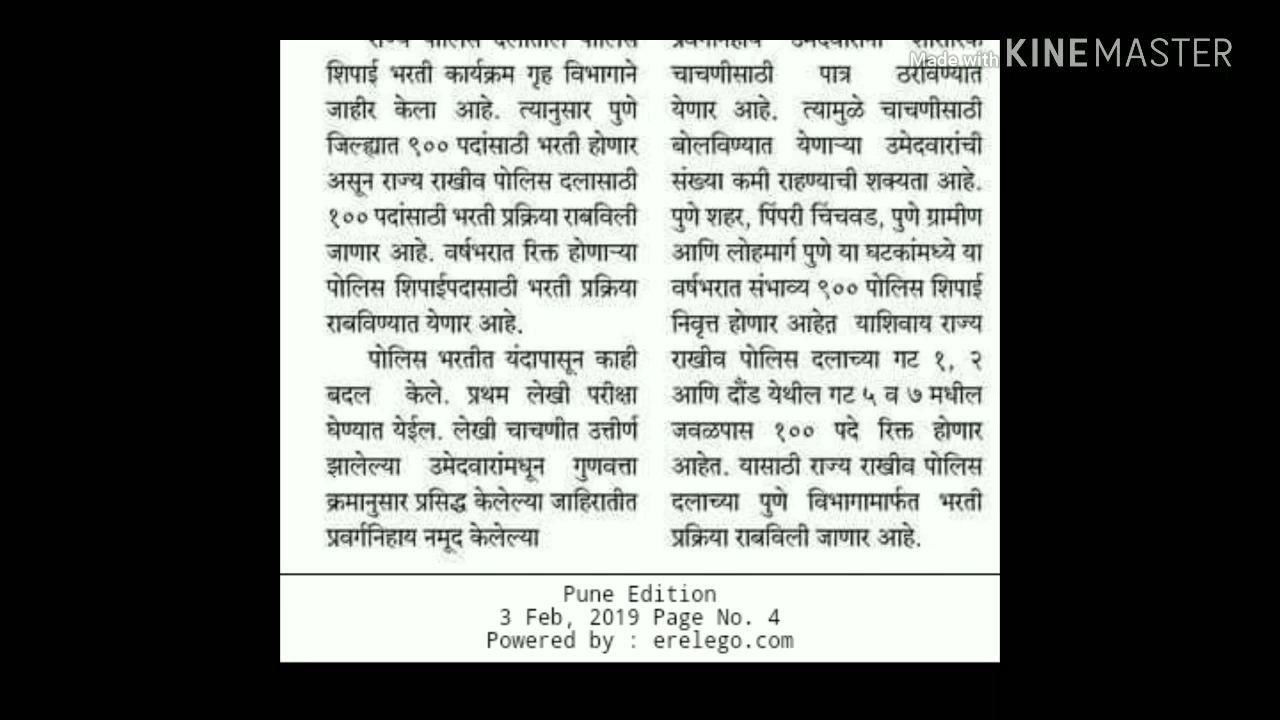 Made with KINEMASTER
शिपाई भरती कार्यक्रम गृह विभागाने
जाहीर केला आहे. त्यानुसार पुणे
जिल्ह्यात ९०० पदांसाठी भरती होणार
असून राज्य राखीव पोलिस दलासाठी
१०० पदांसाठी भरती प्रक्रिया राबविली
जाणार आहे. वर्षभरात रिक्त होणाऱ्या
पोलिस शिपाईपदासाठी भरती प्रक्रिया
राबविण्यात येणार आहे.
पोलिस भरतीत यंदापासून काही
बदल केले. प्रथम लेखी परीक्षा
घेण्यात येईल. लेखी चाचणीत उत्तीर्ण
झालेल्या उमेदवारांमधून गुणवत्ता
क्रमानुसार प्रसिद्ध केलेल्या जाहिरातीत
प्रवर्गनिहाय नमूद केलेल्या
चाचणीसाठी पात्र ठरविण्यात
येणार आहे. त्यामुळे चाचणीसाठी
बोलविण्यात येणाऱ्या उमेदवारांची
संख्या कमी राहण्याची शक्यता आहे.
पुणे शहर, पिंपरी चिंचवड, पुणे ग्रामीण
आणि लोहमार्ग पुणे या घटकांमध्ये या
वर्षभरात संभाव्य ९०० पोलिस शिपाई
निवृत्त होणार आहेत याशिवाय राज्य
राखीव पोलिस दलाच्या गट १, २
आणि दौंड येथील गट ५ व ७ मधील
जवळपास १०० पदे रिक्त होणार
आहेत. यासाठी राज्य राखीव पोलिस
दलाच्या पुणे विभागामार्फत भरती
प्रक्रिया राबविली जाणार आहे.
Pune Edition
3 Feb, 2019 Page No. 4
Powered by : erelego.com